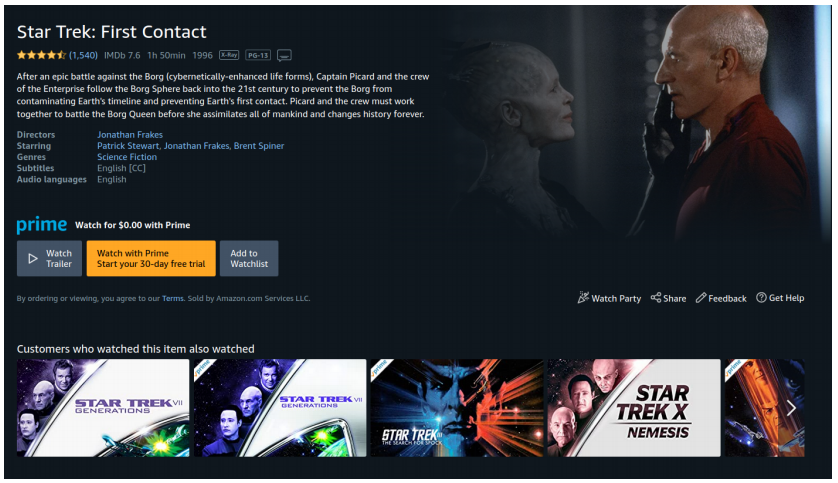 Star Trek: First Contact
(1,540) IMDb 7.6 1h 50min 1996 X-Ray PG-13
After an epic battle against the Borg (cybernetically-enhanced life forms), Captain Picard and the crew
of the Enterprise follow the Borg Sphere back into the 21st century to prevent the Borg from
contaminating Earth's timeline and preventing Earth's first contact. Picard and the crew must work
together to battle the Borg Queen before she assimilates all of mankind and changes history forever.
Directors Jonathan Frakes
Starring Patrick Stewart, Jonathan Frakes, Brent Spiner
Genres Science Fiction
Subtitles English [CC]
Audio languages English
prime Watch for $0.00 with Prime
Watch
Trailer
Watch with Prime
Start your 30-day free trial
Add to
Watchlist
By ordering or viewing, you agree to our Terms. Sold by Amazon.com Services LLC.
Watch Party Share Feedback Get Help
Customers who watched this item also watched
STAR TREK VII
GENERATIONS
prime
STAR TREK VII
GENERATIONS
prime
STAR TREK III
THE SEARCH FOR SPOCK
STAR
TREK X
NEMESIS
prime